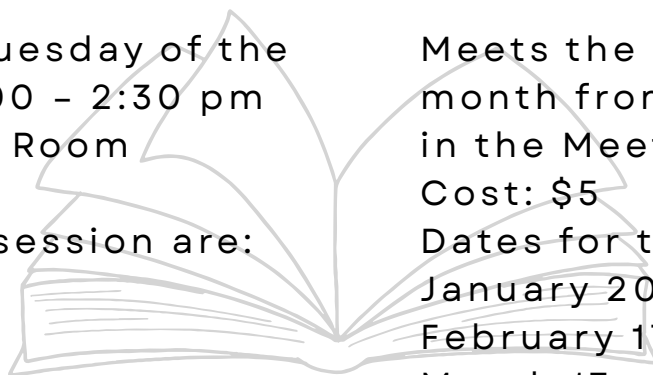 uesday of the
00 – 2:30 pm
Room
session are:
Meets the
month from
in the Meet
Cost: $5
Dates for t
January 20
February 17